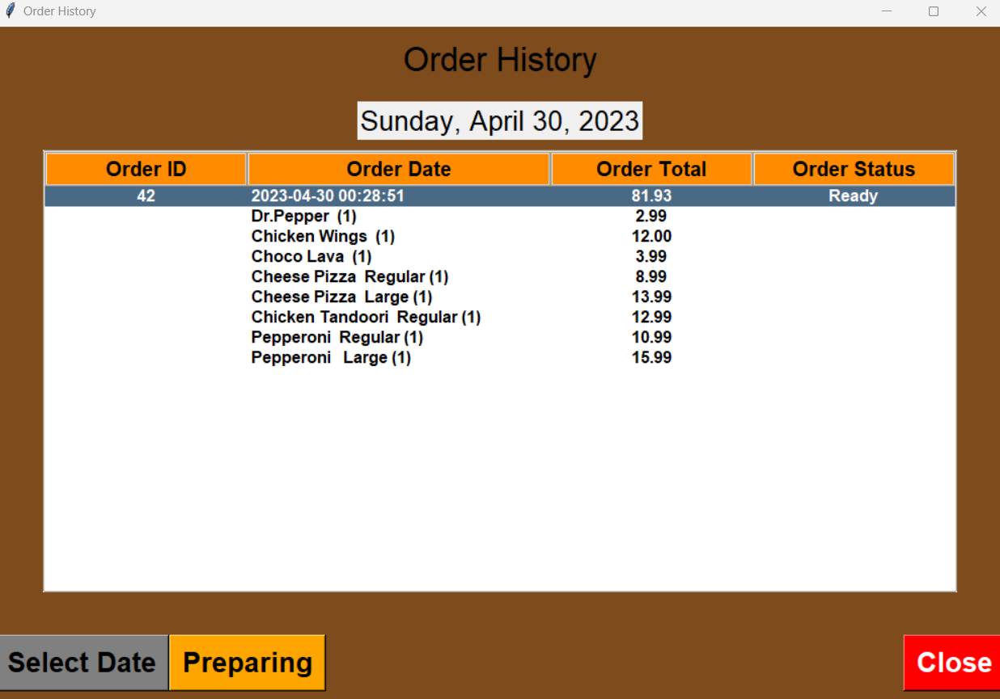 Order History
Order History
Sunday, April 30, 2023
Order ID Order Date Order Total Order Status
42 2023-04-30 00:28:51 81.93 Ready
Dr.Pepper (1) 2.99
Chicken Wings (1) 12.00
Choco Lava (1) 3.99
Cheese Pizza Regular (1) 8.99
Cheese Pizza Large (1) 13.99
Chicken Tandoori Regular (1) 12.99
Pepperoni Regular (1) 10.99
Pepperoni Large (1) 15.99
Select Date Preparing Close